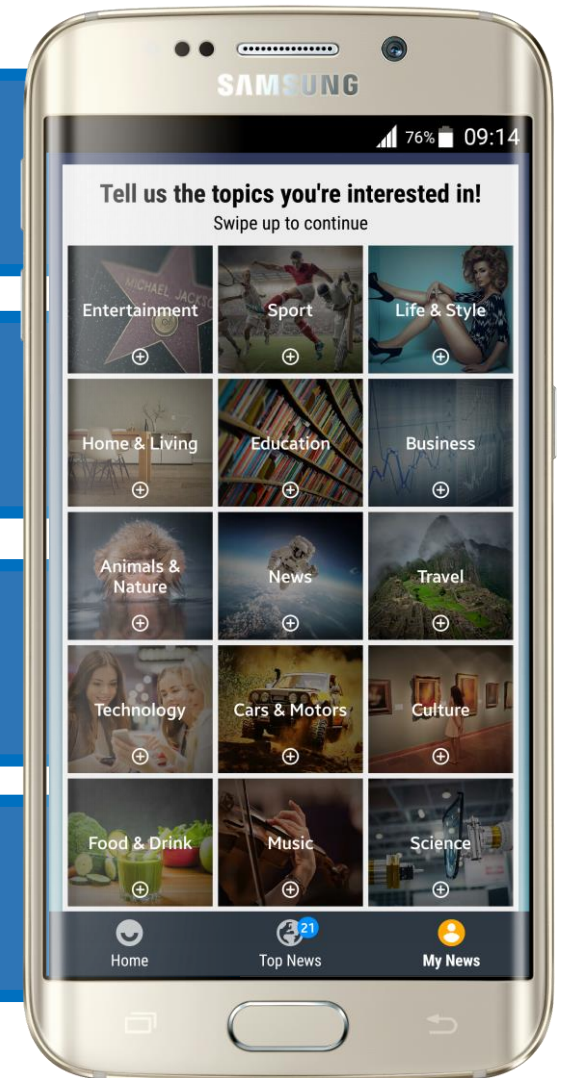 SAMSUNG
76% 09:14
Tell us the topics you're interested in!
Swipe up to continue
MICHAEL JACKSO
Entertainment
Sport
Life & Style
Home & Living
Education
Business
Animals &
Nature
News
Travel
Technology
Cars & Motors
Culture
Food & Drink
Music
Science
21
Home
Top News
My News